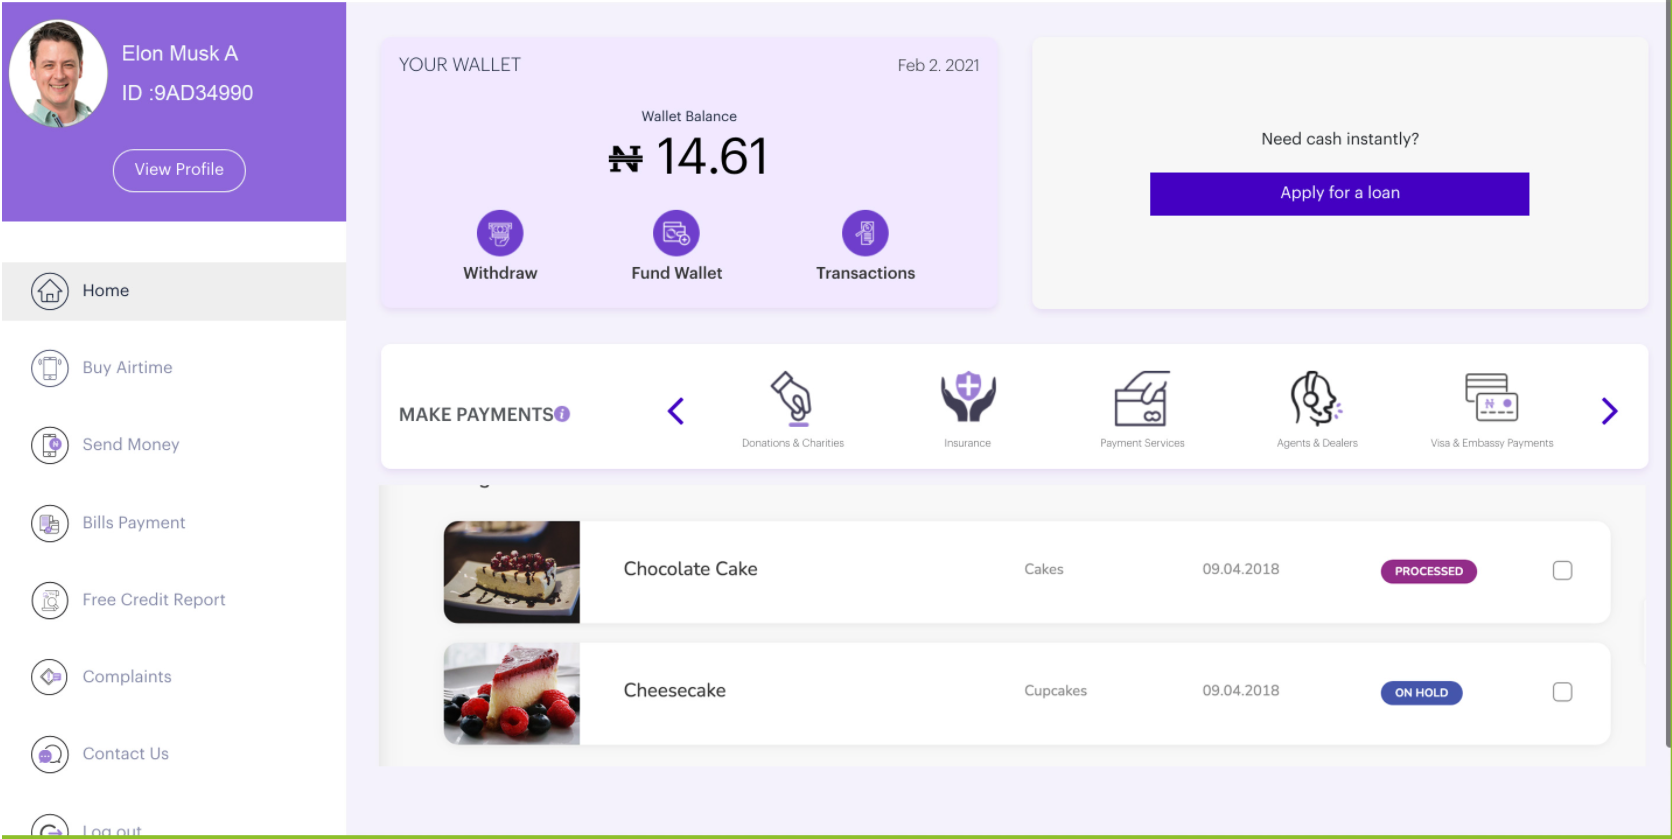 Elon Musk A
ID :9AD34990
View Profile
Home
Buy Airtime
Send Money
Bills Payment
Free Credit Report
Complaints
Contact Us
Log out
YOUR WALLET
Feb 2. 2021
Wallet Balance
₦ 14.61
Withdraw
Fund Wallet
Transactions
Need cash instantly?
Apply for a loan
MAKE PAYMENTS
Donations & Charities
Insurance
Payment Services
Agents & Dealers
Visa & Embassy Payments
Chocolate Cake
Cakes
09.04.2018
PROCESSED
Cheesecake
Cupcakes
09.04.2018
ON HOLD